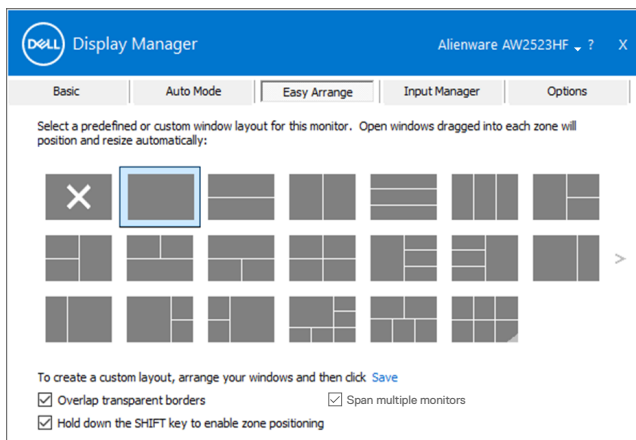 DELL Display Manager Alienware AW2523HF ? X
Basic Auto Mode Easy Arrange Input Manager Options
Select a predefined or custom window layout for this monitor. Open windows dragged into each zone will
position and resize automatically:
>
To create a custom layout, arrange your windows and then click Save
Overlap transparent borders Span multiple monitors
Hold down the SHIFT key to enable zone positioning